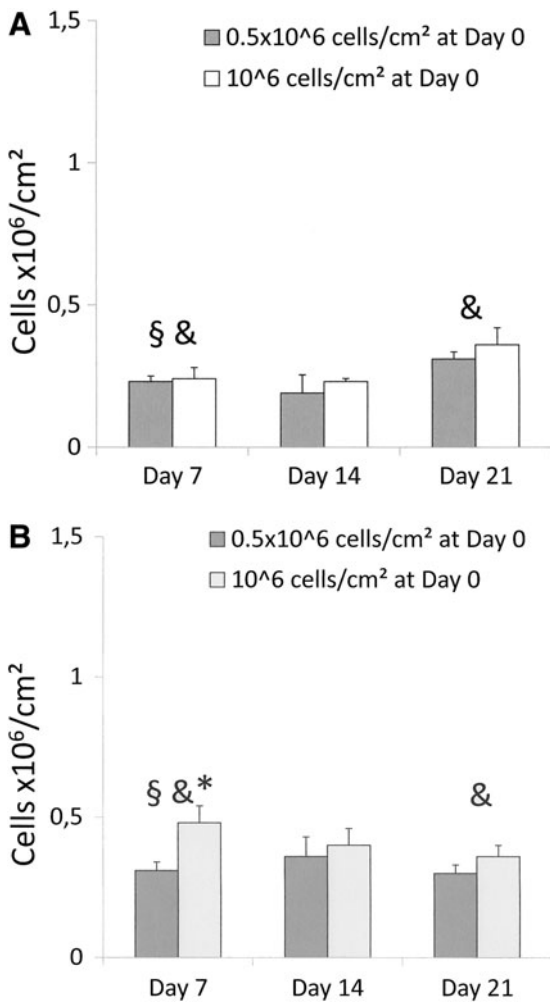 A
1,5
0.5x10^6 cells/cm² at Day 0
10^6 cells/cm² at Day 0
1
Cells x10⁶/cm²
0,5
§ &
&
0
Day 7 Day 14 Day 21
B
1,5
0.5x10^6 cells/cm² at Day 0
10^6 cells/cm² at Day 0
1
Cells x10⁶/cm²
0,5
§ &*
&
0
Day 7 Day 14 Day 21